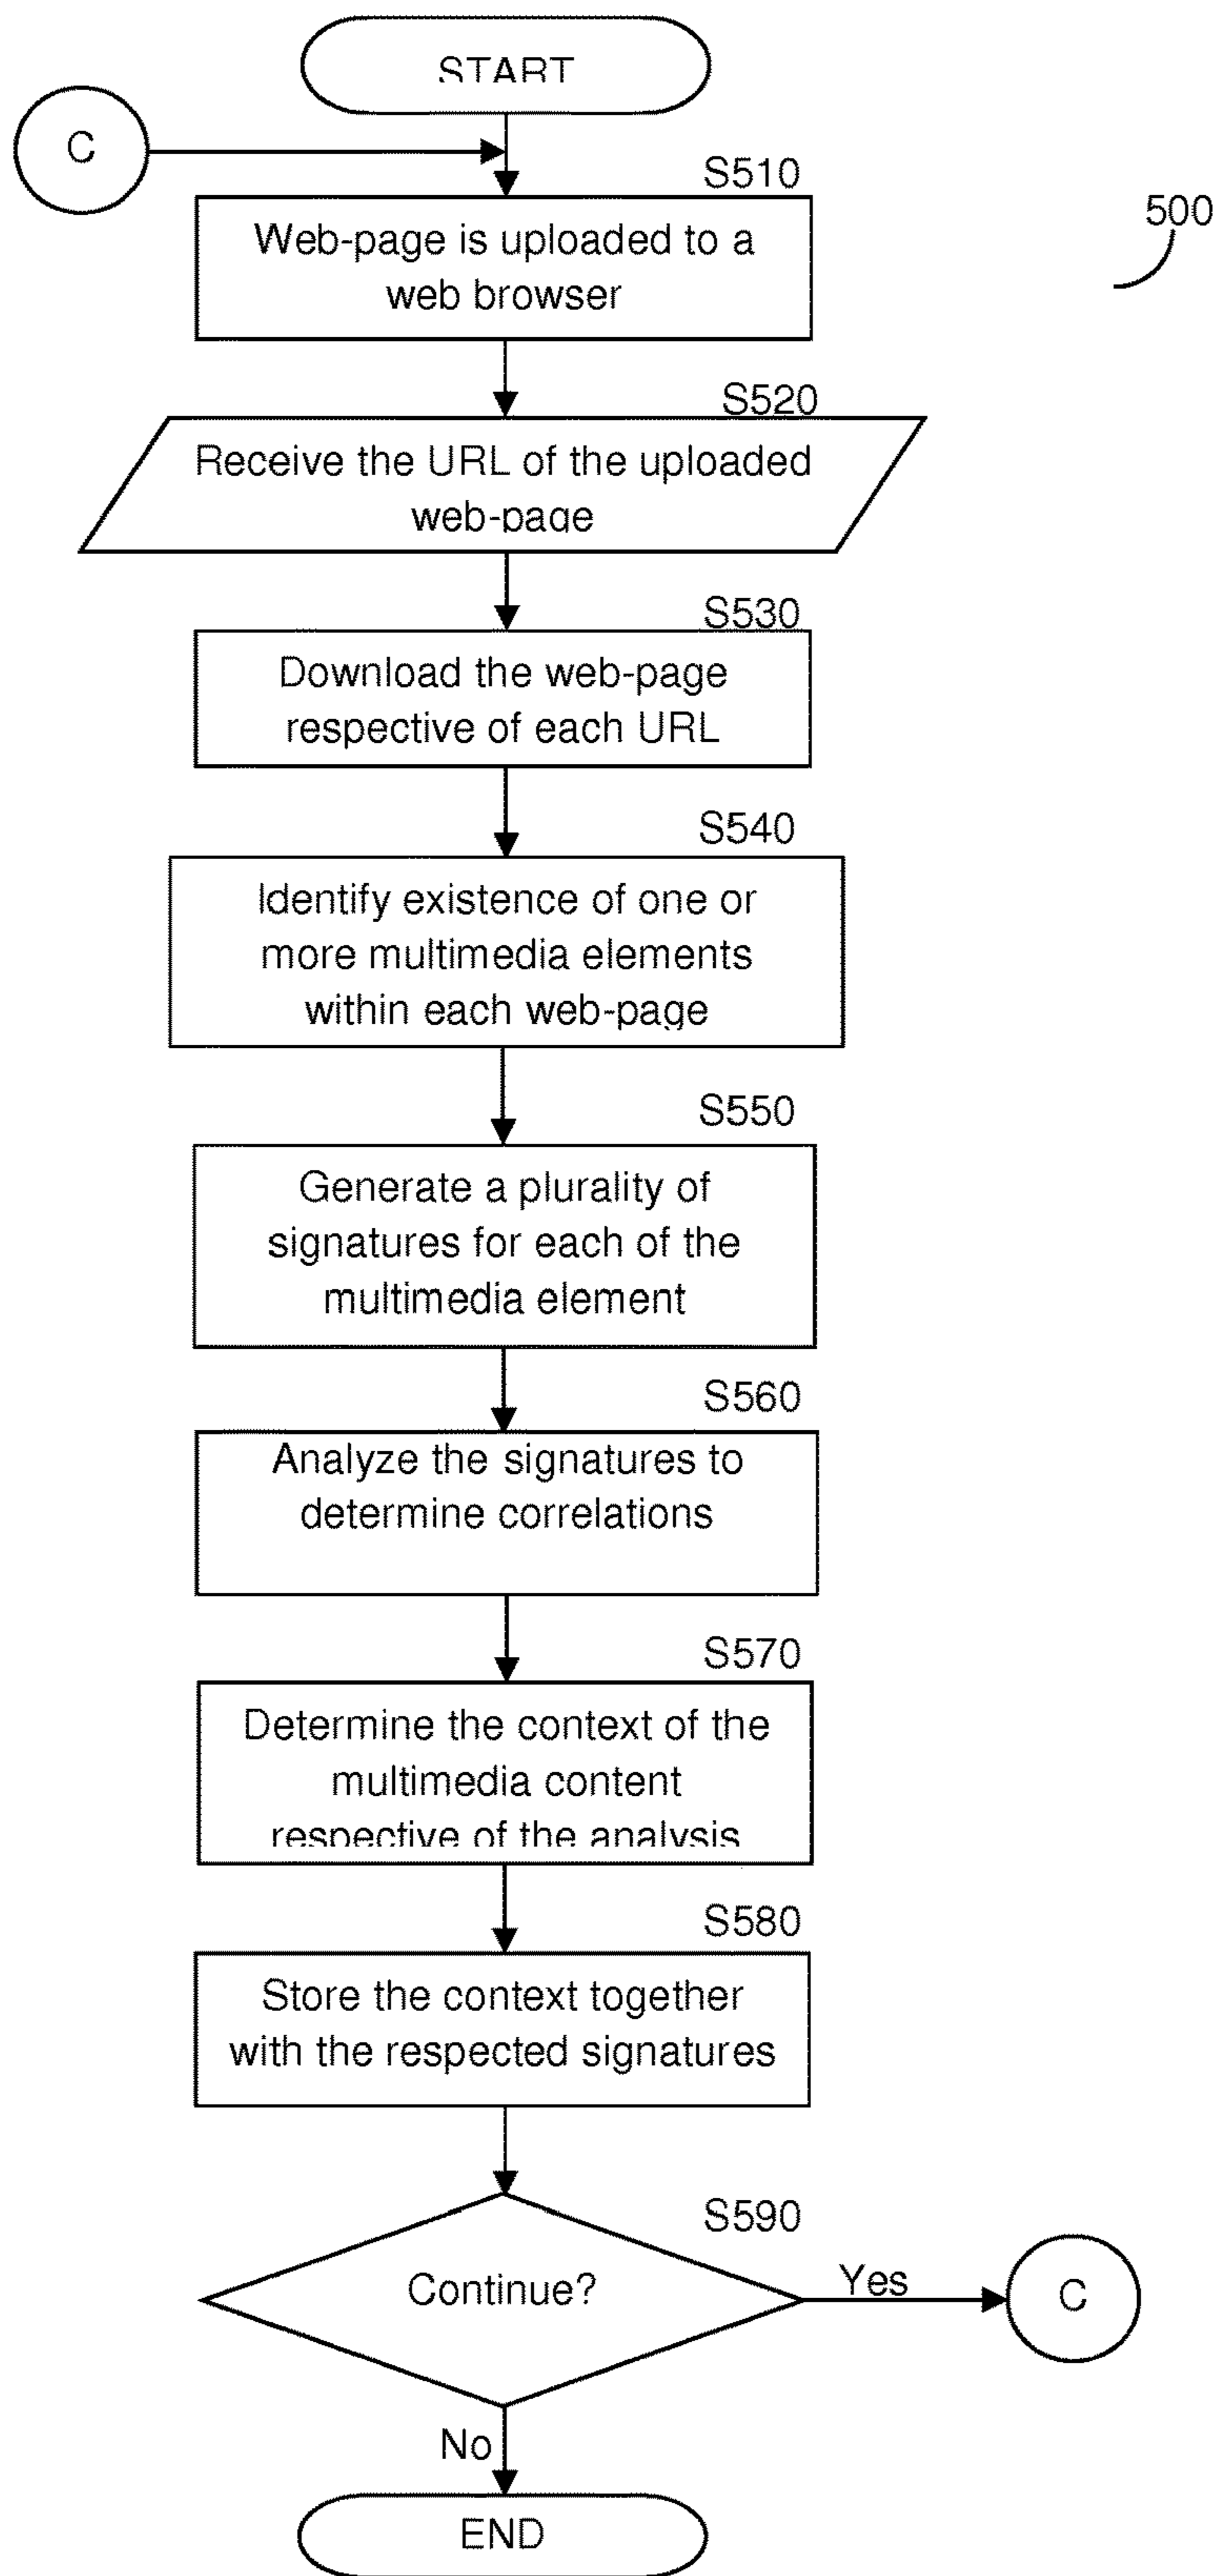 START
C
S510
500
Web-page is uploaded to a
web browser
S520
Receive the URL of the uploaded
web-page
S530
Download the web-page
respective of each URL
S540
Identify existence of one or
more multimedia elements
within each web-page
S550
Generate a plurality of
signatures for each of the
multimedia element
S560
Analyze the signatures to
determine correlations
S570
Determine the context of the
multimedia content
respective of the analysis
S580
Store the context together
with the respected signatures
S590
Continue?
Yes
C
No
END